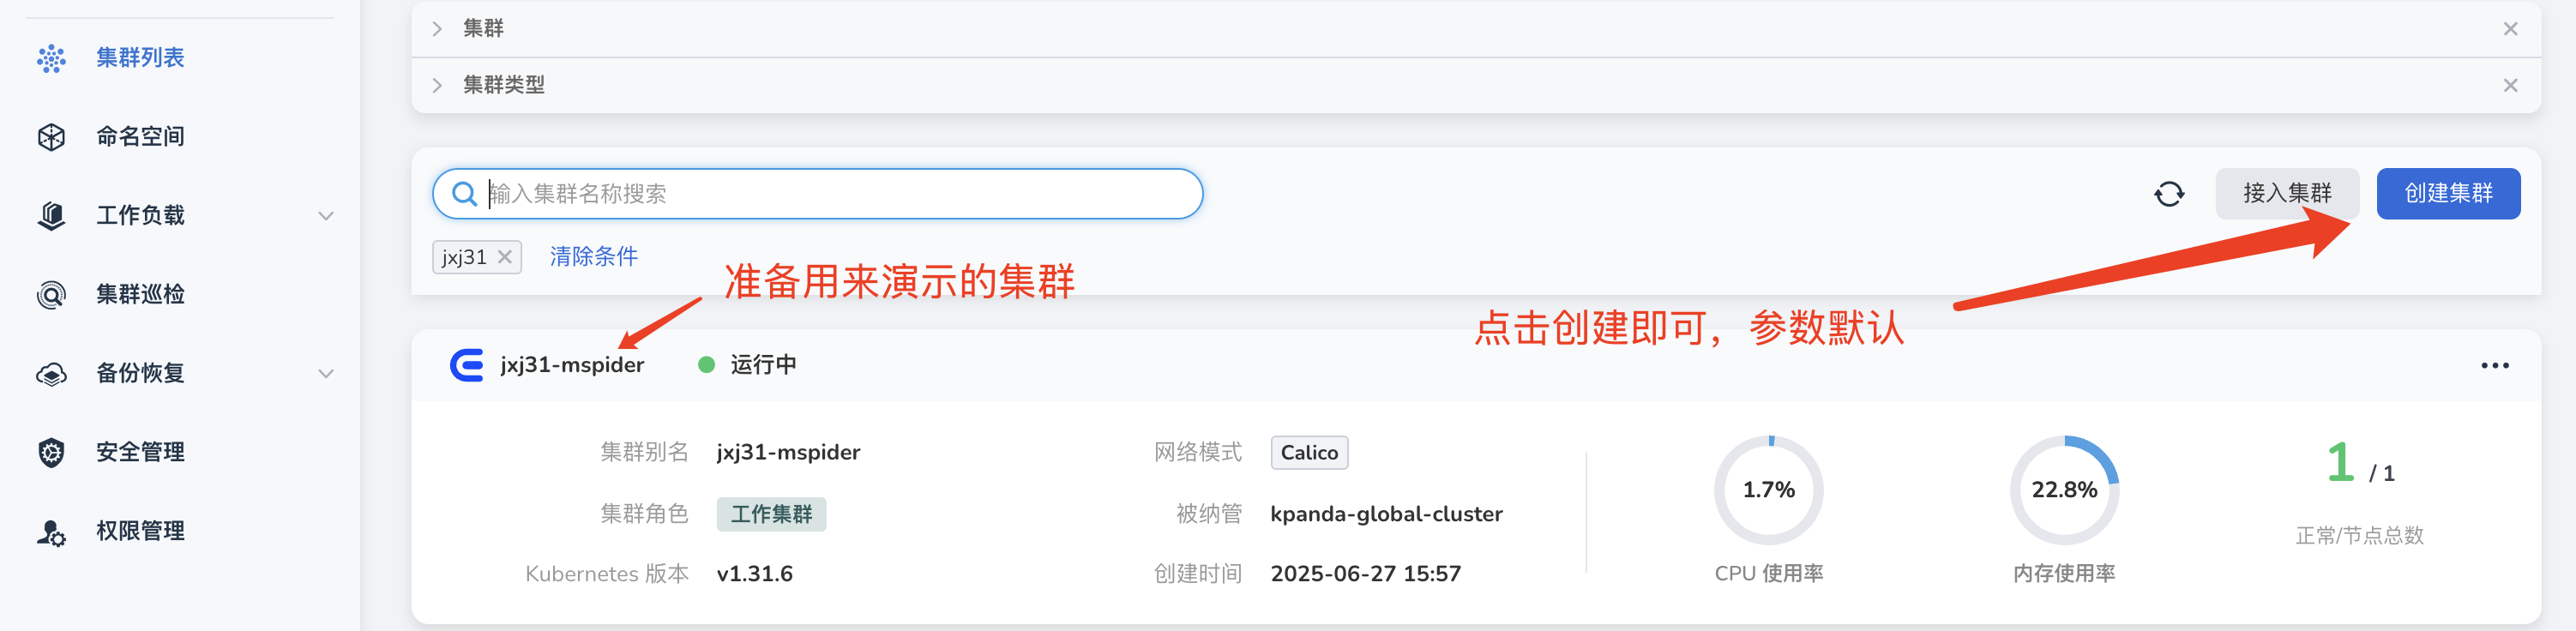 集群列表
命名空间
工作负载
集群巡检
备份恢复
安全管理
权限管理
集群
集群类型
输入集群名称搜索
接入集群
创建集群
jxj31
清除条件
准备用来演示的集群
点击创建即可，参数默认
jxj31-mspider
运行中
集群别名 jxj31-mspider
集群角色 工作集群
Kubernetes 版本 v1.31.6
网络模式 Calico
被纳管 kpanda-global-cluster
创建时间 2025-06-27 15:57
1.7%
CPU 使用率
22.8%
内存使用率
1 / 1
正常/节点总数